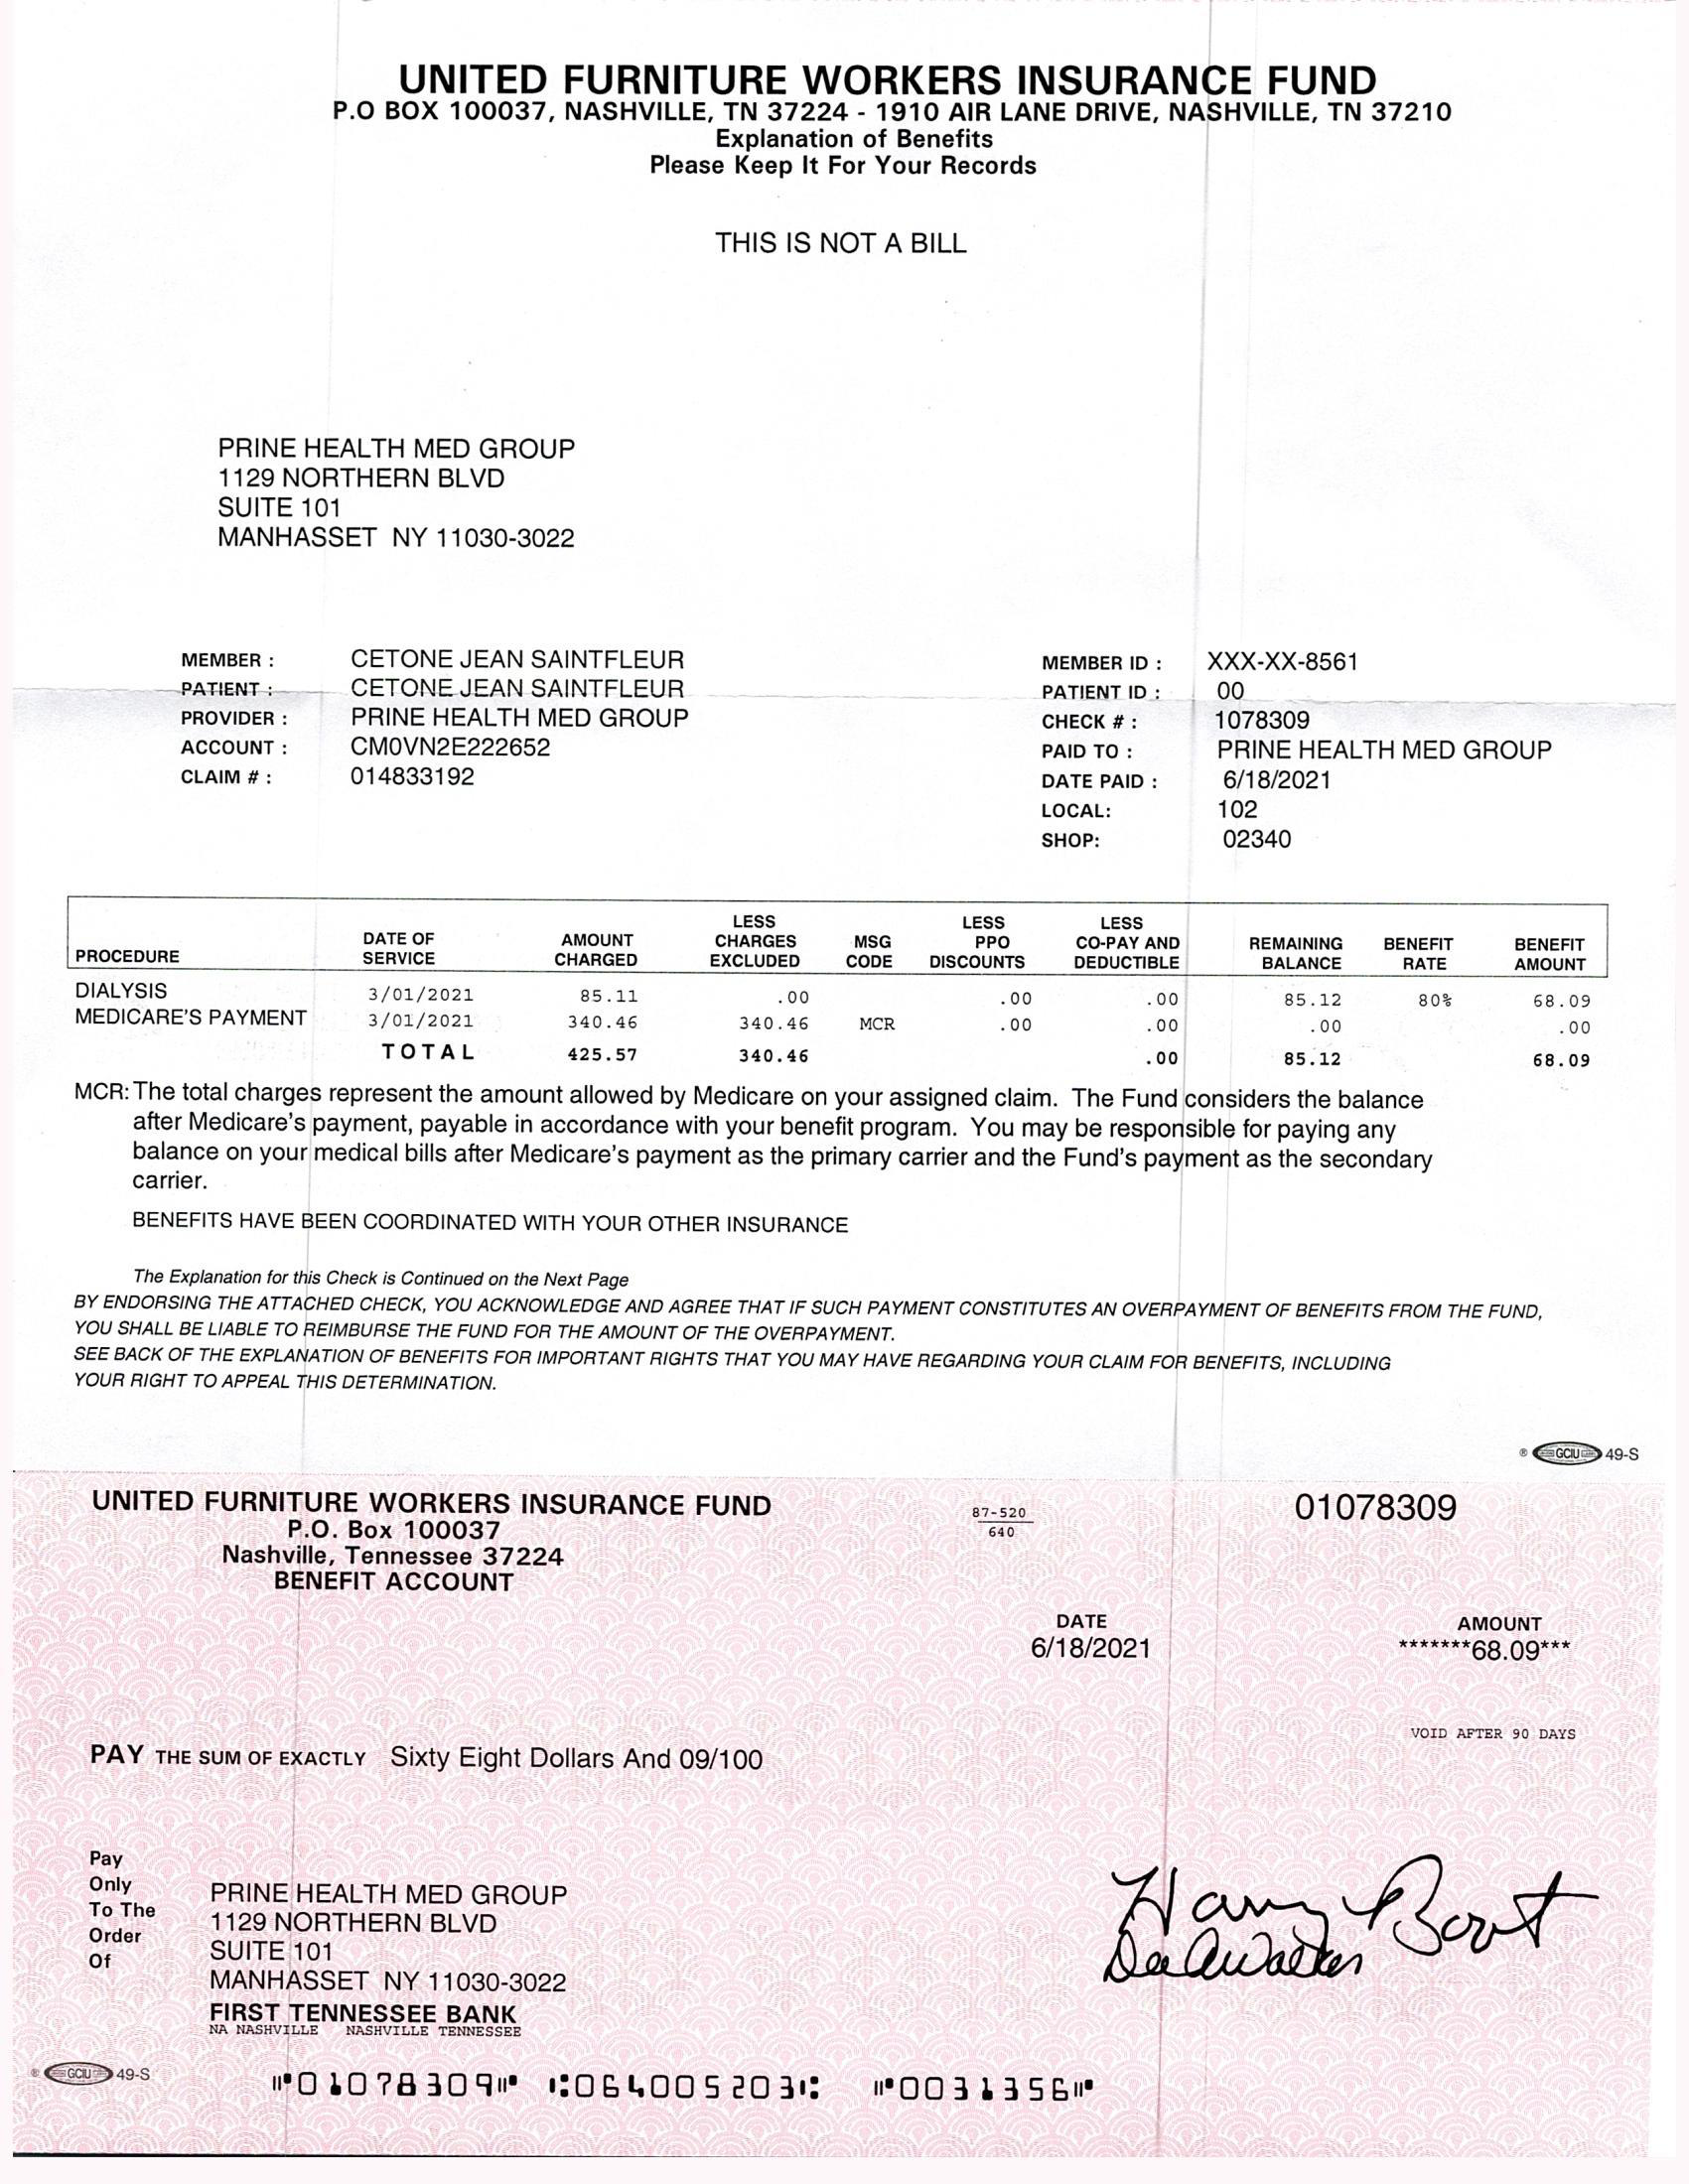 UNITED FURNITURE WORKERS INSURANCE FUND
P.O BOX 100037, NASHVILLE, TN 37224 - 1910 AIR LANE DRIVE, NASHVILLE, TN 37210
Explanation of Benefits
Please Keep It For Your Records
THIS IS NOT A BILL
PRINE HEALTH MED GROUP
1129 NORTHERN BLVD
SUITE 101
MANHASSET NY 11030-3022
MEMBER : CETONE JEAN SAINTFLEUR
PATIENT : CETONE JEAN SAINTFLEUR
PROVIDER : PRINE HEALTH MED GROUP
ACCOUNT : CM0VN2E222652
CLAIM # : 014833192
MEMBER ID : XXX-XX-8561
PATIENT ID : 00
CHECK # : 1078309
PAID TO : PRINE HEALTH MED GROUP
DATE PAID : 6/18/2021
LOCAL: 102
SHOP: 02340
PROCEDURE DATE OF SERVICE AMOUNT CHARGED LESS CHARGES EXCLUDED MSG CODE LESS PPO DISCOUNTS LESS CO-PAY AND DEDUCTIBLE REMAINING BALANCE BENEFIT RATE BENEFIT AMOUNT
DIALYSIS 3/01/2021 85.11 .00 .00 .00 85.12 80% 68.09
MEDICARE'S PAYMENT 3/01/2021 340.46 340.46 MCR .00 .00 .00 .00
TOTAL 425.57 340.46 .00 85.12 68.09
MCR: The total charges represent the amount allowed by Medicare on your assigned claim. The Fund considers the balance
after Medicare's payment, payable in accordance with your benefit program. You may be responsible for paying any
balance on your medical bills after Medicare's payment as the primary carrier and the Fund's payment as the secondary
carrier.
BENEFITS HAVE BEEN COORDINATED WITH YOUR OTHER INSURANCE
The Explanation for this Check is Continued on the Next Page
BY ENDORSING THE ATTACHED CHECK, YOU ACKNOWLEDGE AND AGREE THAT IF SUCH PAYMENT CONSTITUTES AN OVERPAYMENT OF BENEFITS FROM THE FUND,
YOU SHALL BE LIABLE TO REIMBURSE THE FUND FOR THE AMOUNT OF THE OVERPAYMENT.
SEE BACK OF THE EXPLANATION OF BENEFITS FOR IMPORTANT RIGHTS THAT YOU MAY HAVE REGARDING YOUR CLAIM FOR BENEFITS, INCLUDING
YOUR RIGHT TO APPEAL THIS DETERMINATION.
® GCIU 49-S
UNITED FURNITURE WORKERS INSURANCE FUND
P.O. Box 100037
Nashville, Tennessee 37224
BENEFIT ACCOUNT
87-520
640
01078309
DATE
6/18/2021
AMOUNT
*******68.09***
VOID AFTER 90 DAYS
PAY THE SUM OF EXACTLY Sixty Eight Dollars And 09/100
Pay
Only
To The
Order
Of
PRINE HEALTH MED GROUP
1129 NORTHERN BLVD
SUITE 101
MANHASSET NY 11030-3022
FIRST TENNESSEE BANK
NA NASHVILLE NASHVILLE TENNESSEE
Harry
® GCIU 49-S
⑈01078309⑈ ⑆064005203⑆ ⑈0031356⑈